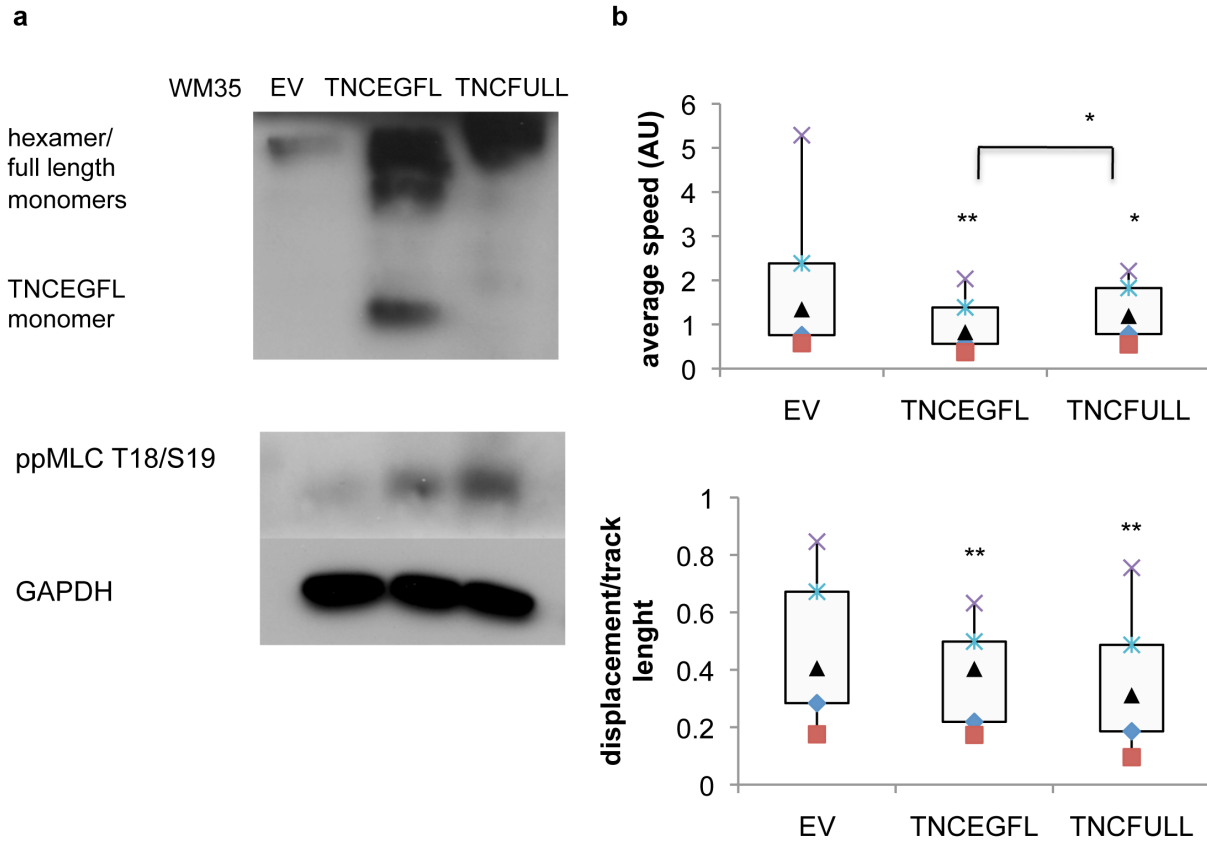 a
WM35 EV TNCEGFL TNCFULL
hexamer/
full length
monomers
TNCEGFL
monomer
ppMLC T18/S19
GAPDH
b
average speed (AU)
6
5
4
3
2
1
0
*
**
*
EV TNCEGFL TNCFULL
displacement/track
lenght
1
0.8
0.6
0.4
0.2
0
**
**
EV TNCEGFL TNCFULL